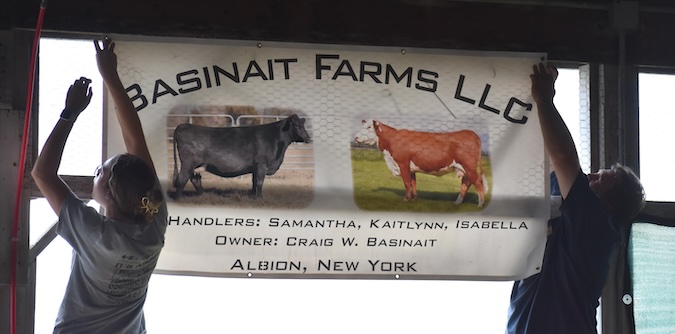 Basinait Farms LLC
Handlers: Samantha, Kaitlynn, Isabella
Owner: Craig W. Basinait
Albion, New York